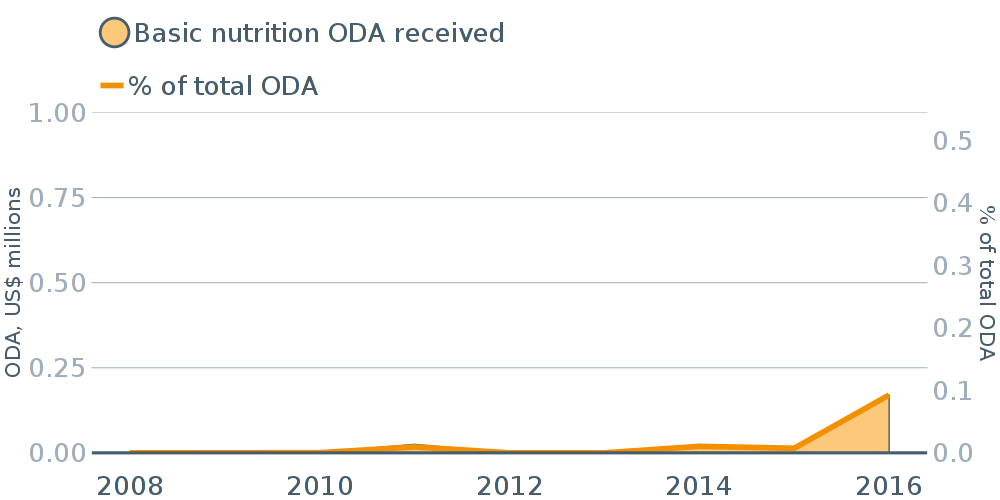 Basic nutrition ODA received
% of total ODA
1.00
0.75
0.50
0.25
0.00
ODA, US$ millions
0.5
0.4
0.3
0.2
0.1
0.0
% of total ODA
2008 2010 2012 2014 2016